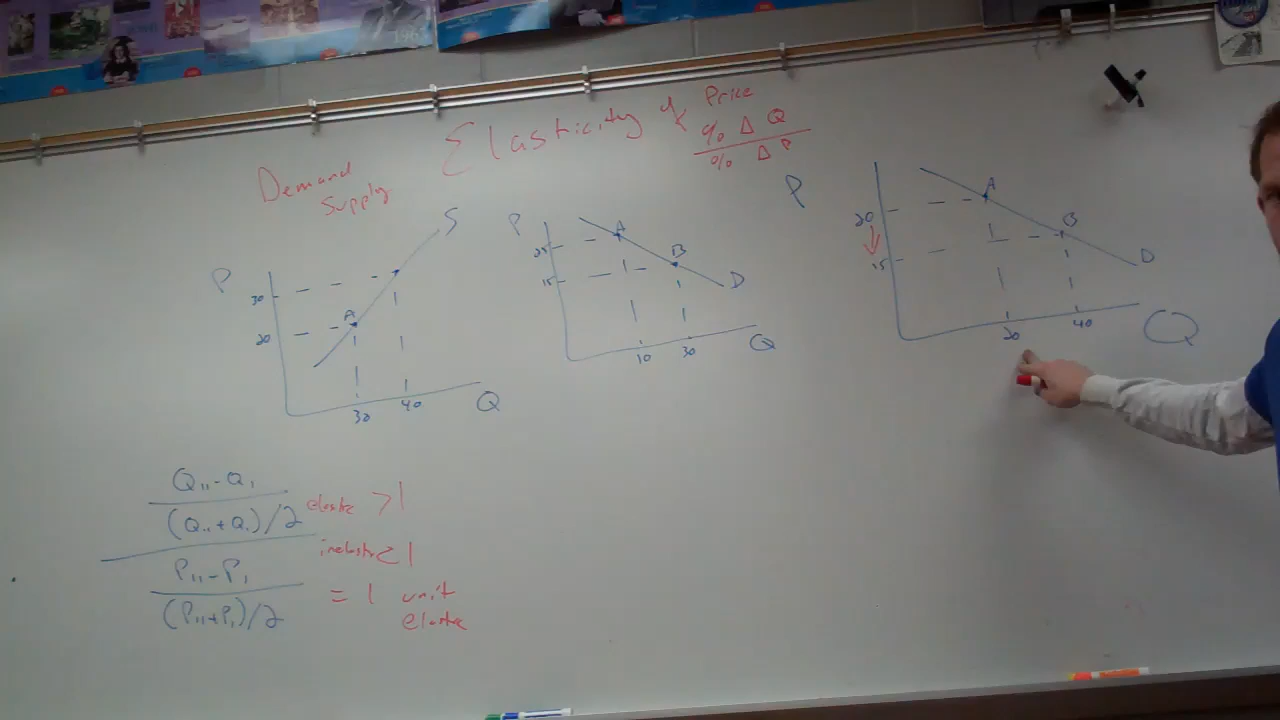 1963
Elasticity of Price
% Δ Q
% Δ P
Demand
Supply
P
30
20
A
S
30
40
Q
P
25
15
A
B
D
10
30
Q
P
20
15
A
B
D
20
40
Q
Q11-Q1
(Q11+Q1)/2
P11-P1
(P11+P1)/2
elastic >1
inelastic <1
= 1 unit
elastic